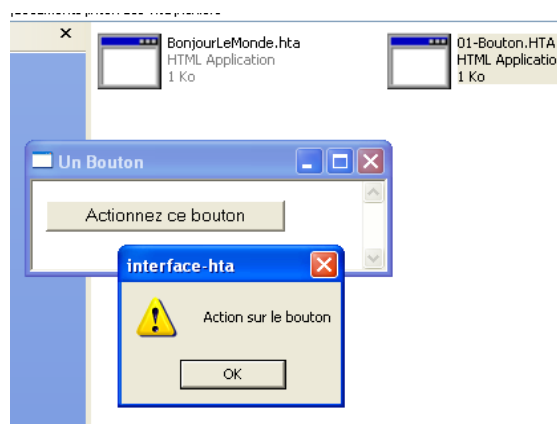 BonjourLeMonde.hta
HTML Application
1 Ko
01-Bouton.HTA
HTML Applicatio
1 Ko
Un Bouton
Actionnez ce bouton
interface-hta
Action sur le bouton
OK